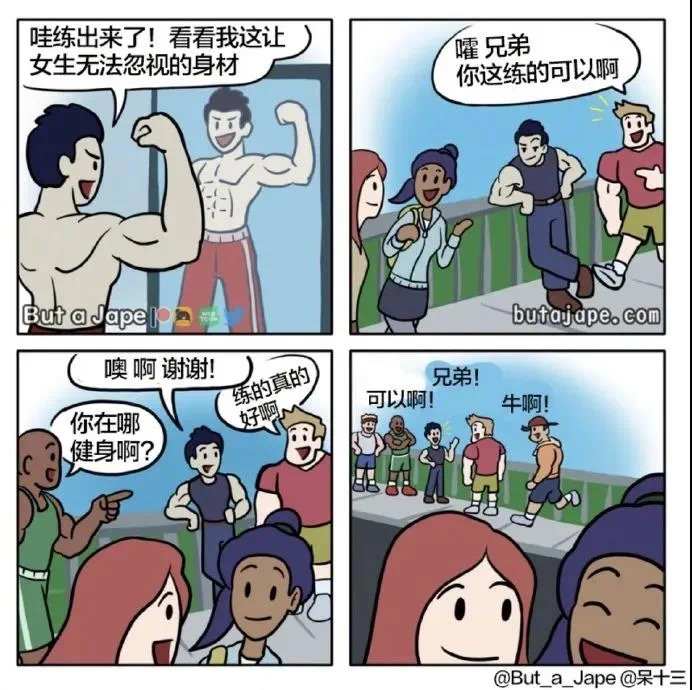 哇练出来了！看看我这让
女生无法忽视的身材
But a Jape
嚯 兄弟
你这练的可以啊
butajape.com
噢 啊 谢谢!
练的真的
好啊
你在哪
健身啊?
兄弟!
可以啊!
牛啊!
@But_a_Jape @呆十三